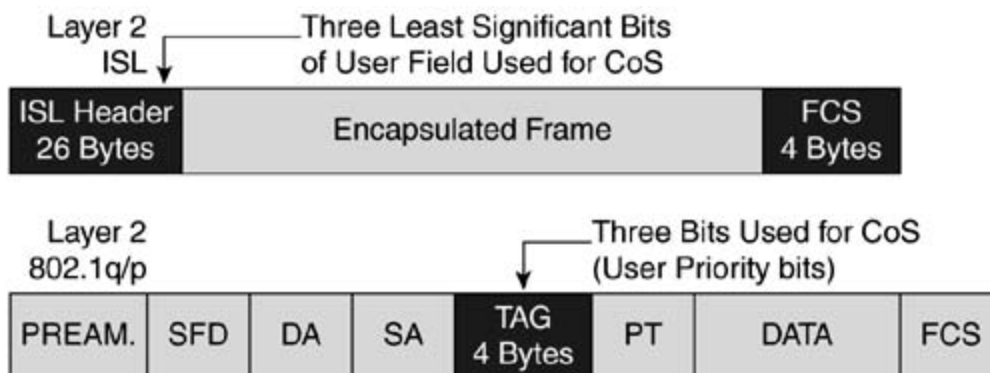 Layer 2
ISL
Three Least Significant Bits
of User Field Used for CoS
ISL Header
26 Bytes
Encapsulated Frame
FCS
4 Bytes
Layer 2
802.1q/p
Three Bits Used for CoS
(User Priority bits)
PREAM.
SFD
DA
SA
TAG
4 Bytes
PT
DATA
FCS